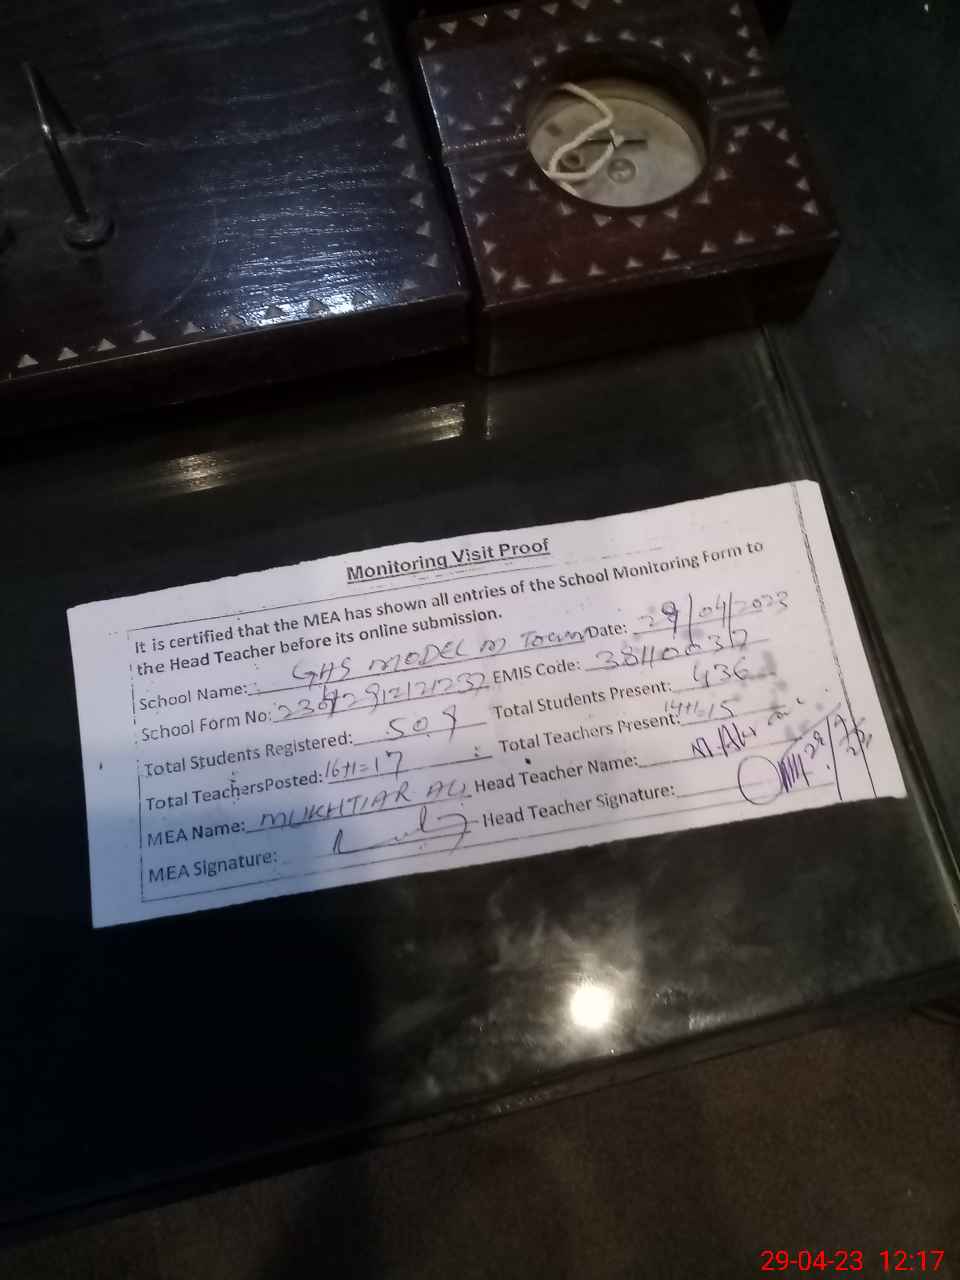 Monitoring Visit Proof
It is certified that the MEA has shown all entries of the School Monitoring Form to
the Head Teacher before its online submission.
School Name: GHS MODEL M Town Date: 29/04/2023
School Form No: EMIS Code: 38110037
Total Students Registered: 509 Total Students Present: 436
Total TeachersPosted: 16+1=17 Total Teachers Present: 14+1=15
MEA Name: MUKHTIAR ALI Head Teacher Name:
MEA Signature: Head Teacher Signature:
29-04-23 12:17